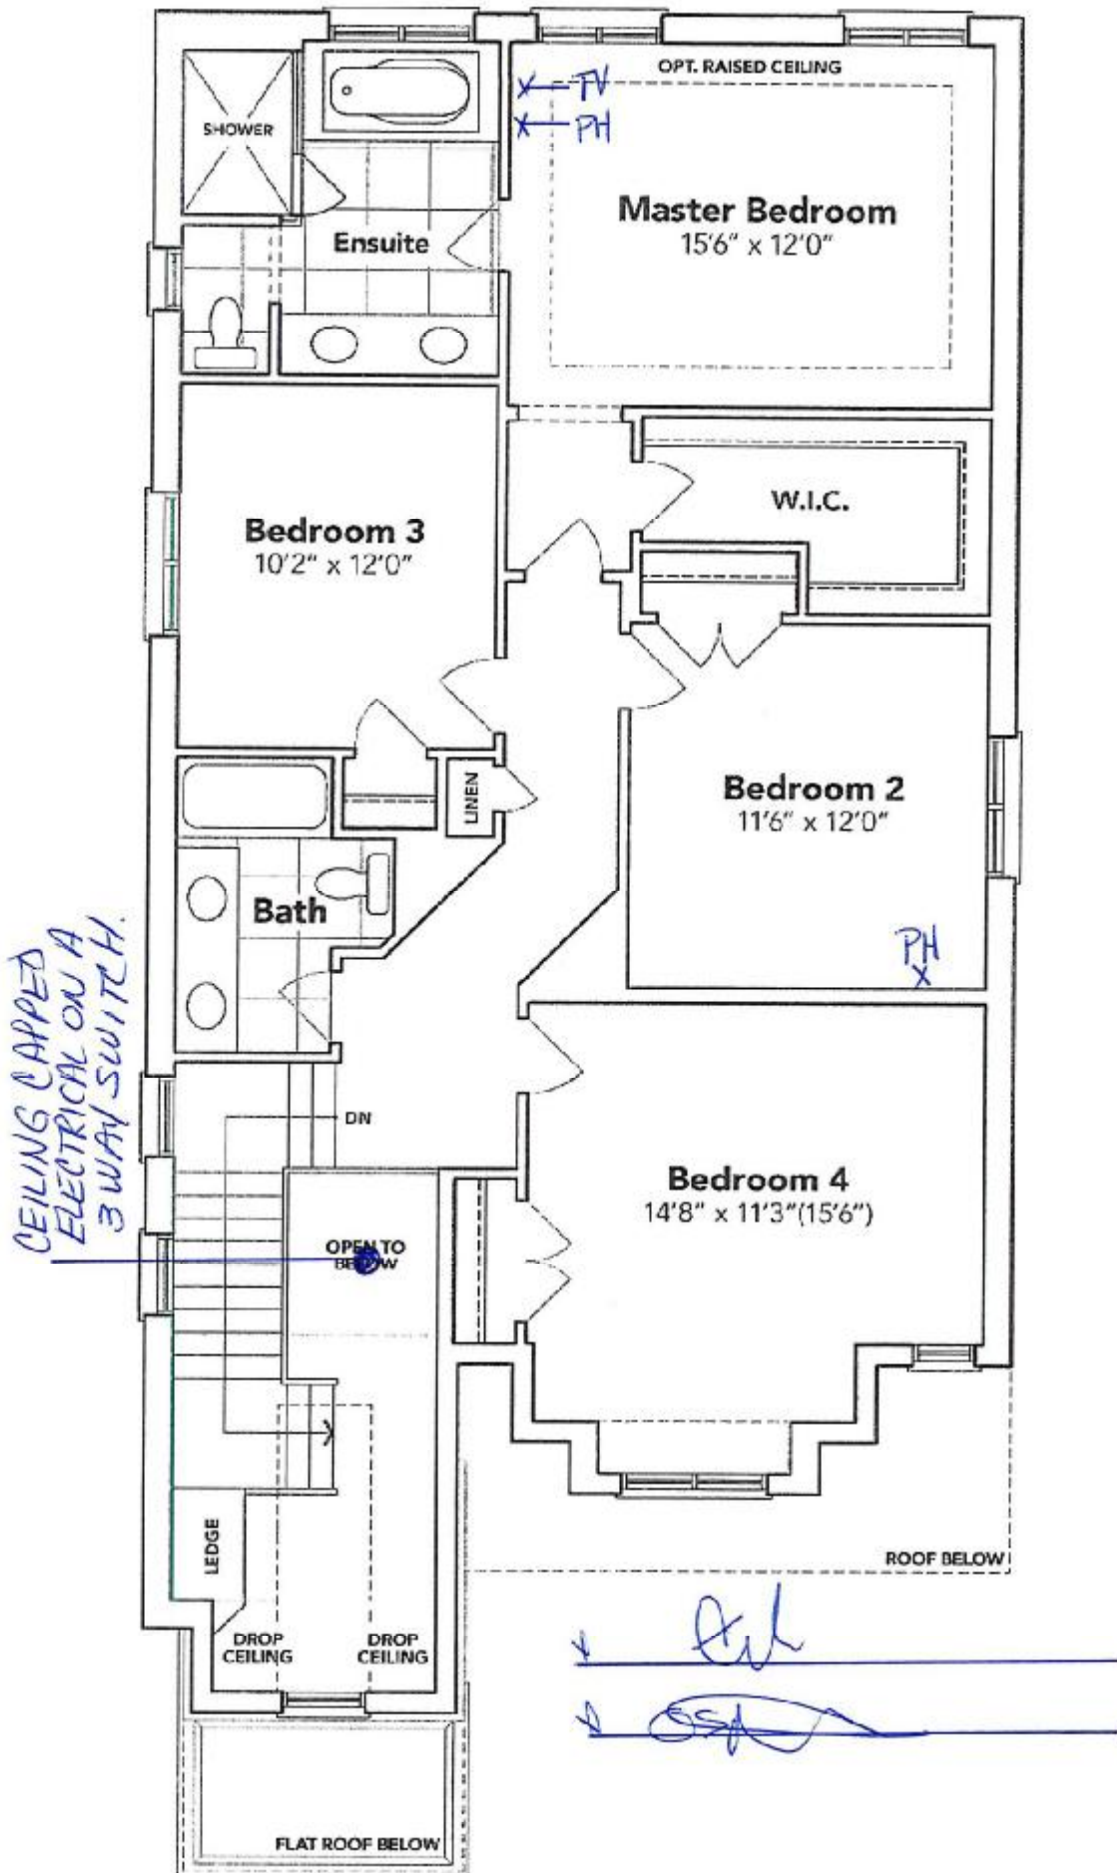 OPT. RAISED CEILING
TV
PH
SHOWER
Master Bedroom
15'6" x 12'0"
Ensuite
W.I.C.
Bedroom 3
10'2" x 12'0"
LINEN
Bedroom 2
11'6" x 12'0"
Bath
PH
CEILING CAPPED
ELECTRICAL ON A
3 WAY SWITCH.
DN
Bedroom 4
14'8" x 11'3"(15'6")
OPEN TO
BELOW
LEDGE
ROOF BELOW
DROP
CEILING
DROP
CEILING
FLAT ROOF BELOW